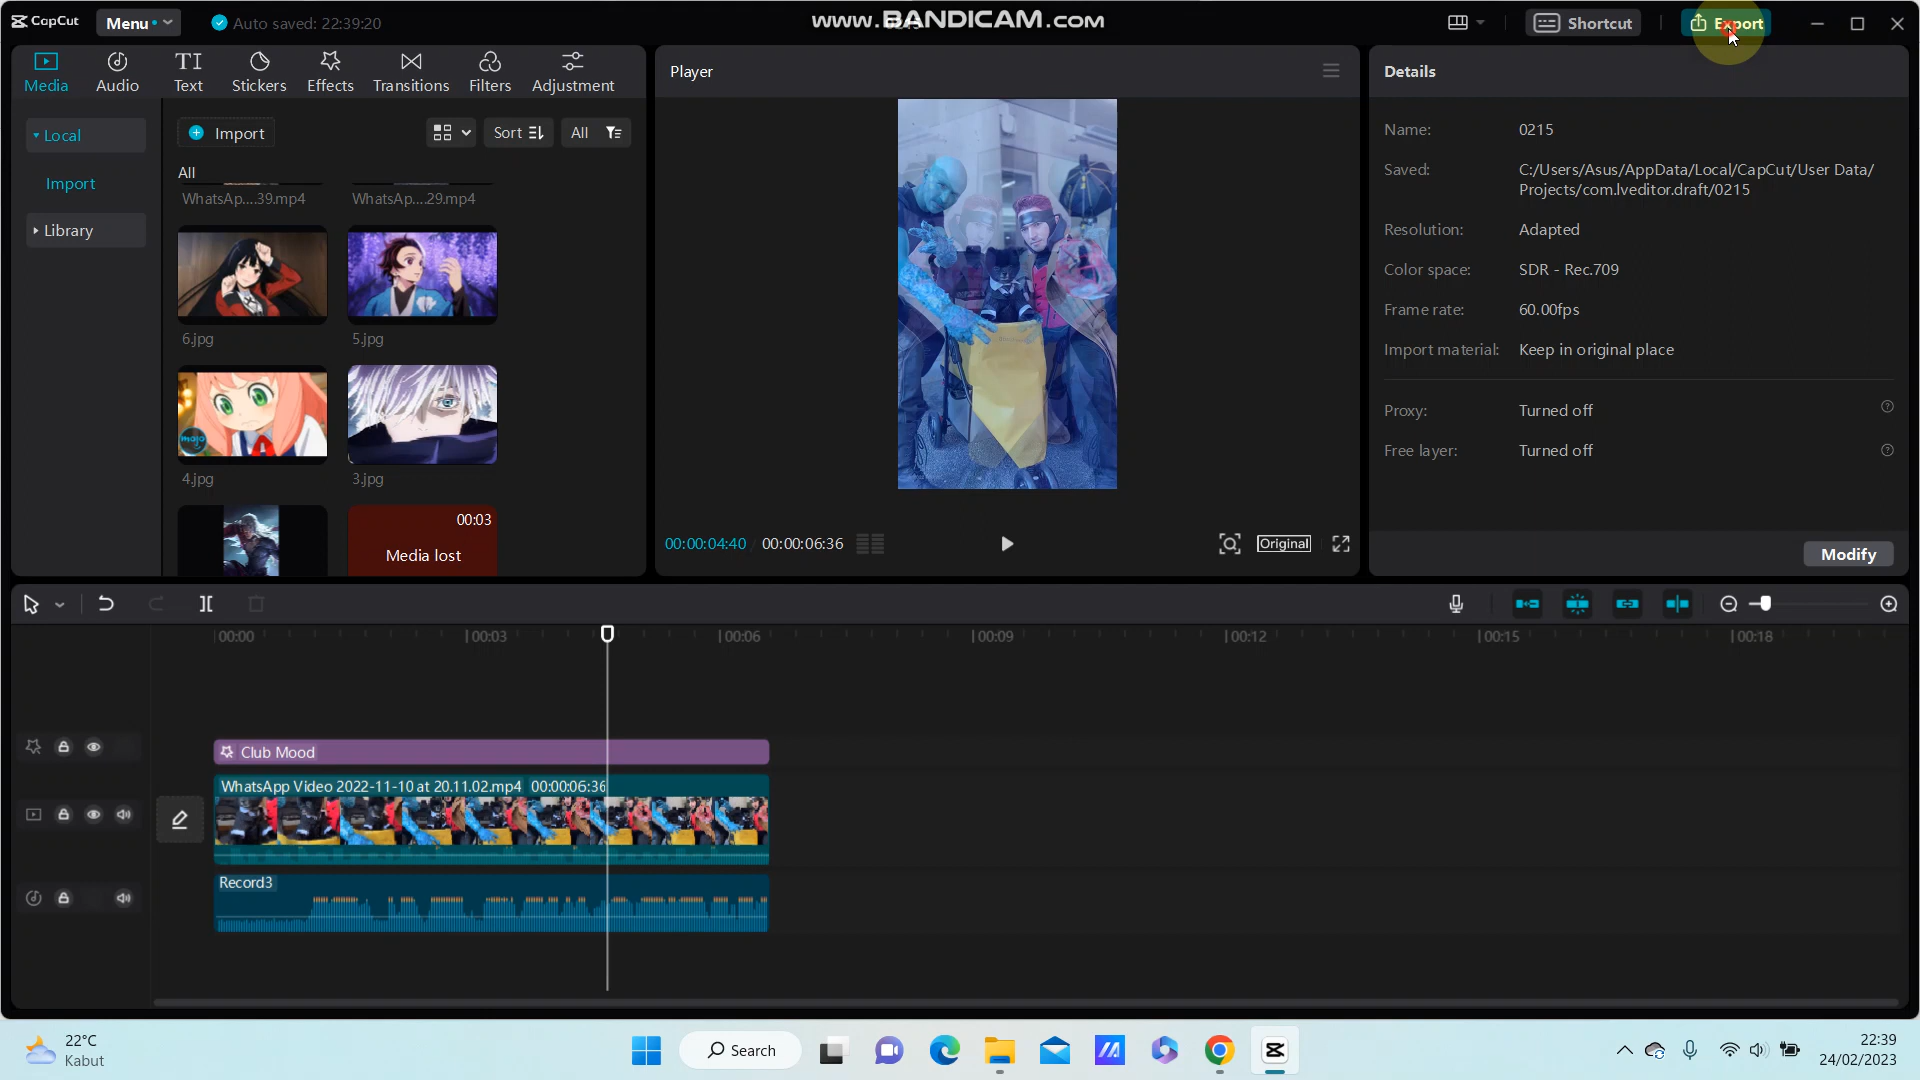 CapCut
Menu
Auto saved: 22:39:20
www.BANDICAM.com
Shortcut
Export
Media
Audio
Text
Stickers
Effects
Transitions
Filters
Adjustment
Local
Import
Library
Import
Sort
All
All
WhatsAp....39.mp4
WhatsAp....29.mp4
6.jpg
5.jpg
4.jpg
3.jpg
00:03
Media lost
Player
00:00:04:40
00:00:06:36
Original
Details
Name: 0215
Saved: C:/Users/Asus/AppData/Local/CapCut/User Data/
Projects/com.lveditor.draft/0215
Resolution: Adapted
Color space: SDR - Rec.709
Frame rate: 60.00fps
Import material: Keep in original place
Proxy: Turned off
Free layer: Turned off
Modify
00:00
00:03
00:06
00:09
00:12
00:15
00:18
Club Mood
WhatsApp Video 2022-11-10 at 20.11.02.mp4 00:00:06:36
Record3
22°C
Kabut
Search
22:39
24/02/2023